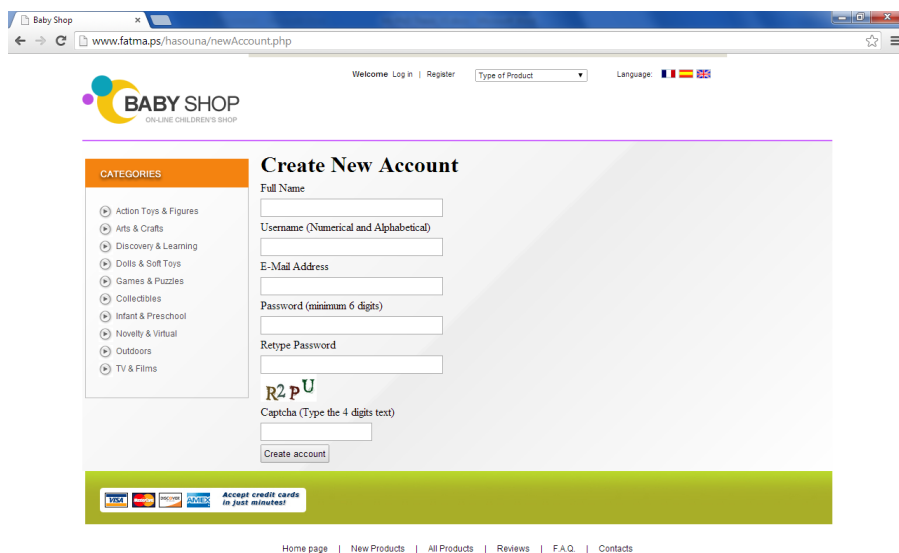 Baby Shop
www.fatma.ps/hasouna/newAccount.php
Welcome Log in | Register
Type of Product
Language:
BABY SHOP
ON-LINE CHILDREN'S SHOP
CATEGORIES
Action Toys & Figures
Arts & Crafts
Discovery & Learning
Dolls & Soft Toys
Games & Puzzles
Collectibles
Infant & Preschool
Novelty & Virtual
Outdoors
TV & Films
Create New Account
Full Name
Username (Numerical and Alphabetical)
E-Mail Address
Password (minimum 6 digits)
Retype Password
R2PU
Captcha (Type the 4 digits text)
Create account
VISA MasterCard DISCOVER AMEX
Accept credit cards
in just minutes!
Home page | New Products | All Products | Reviews | F.A.Q. | Contacts